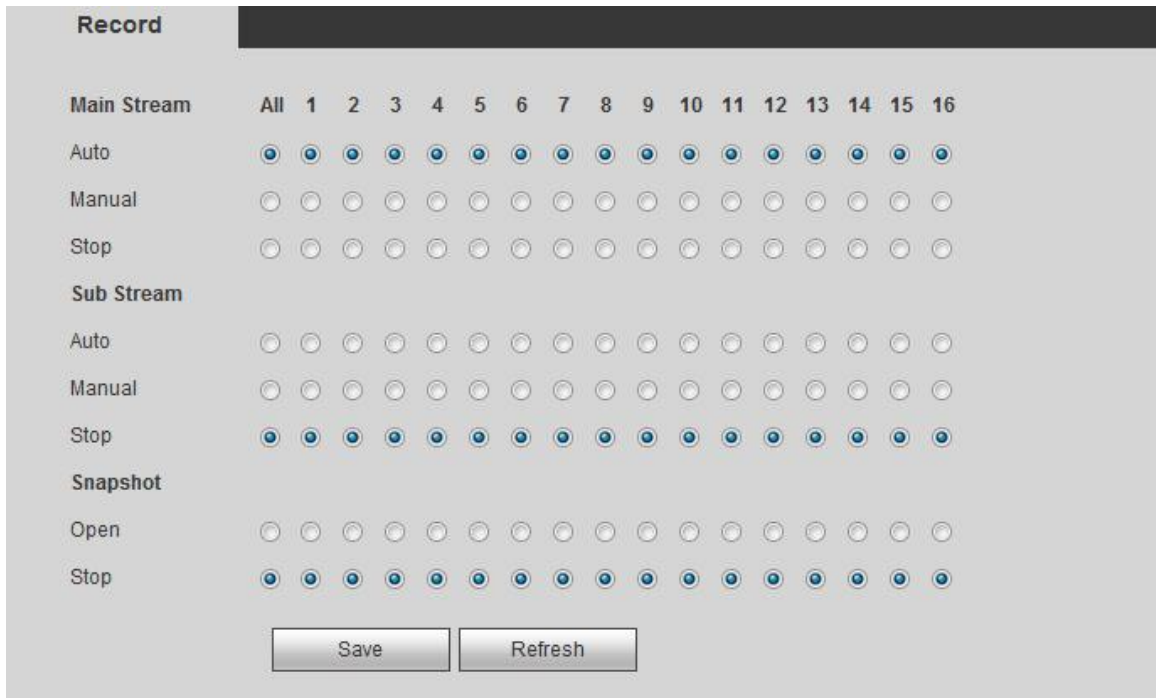 Record
Main Stream All 1 2 3 4 5 6 7 8 9 10 11 12 13 14 15 16
Auto
Manual
Stop
Sub Stream
Auto
Manual
Stop
Snapshot
Open
Stop
Save Refresh